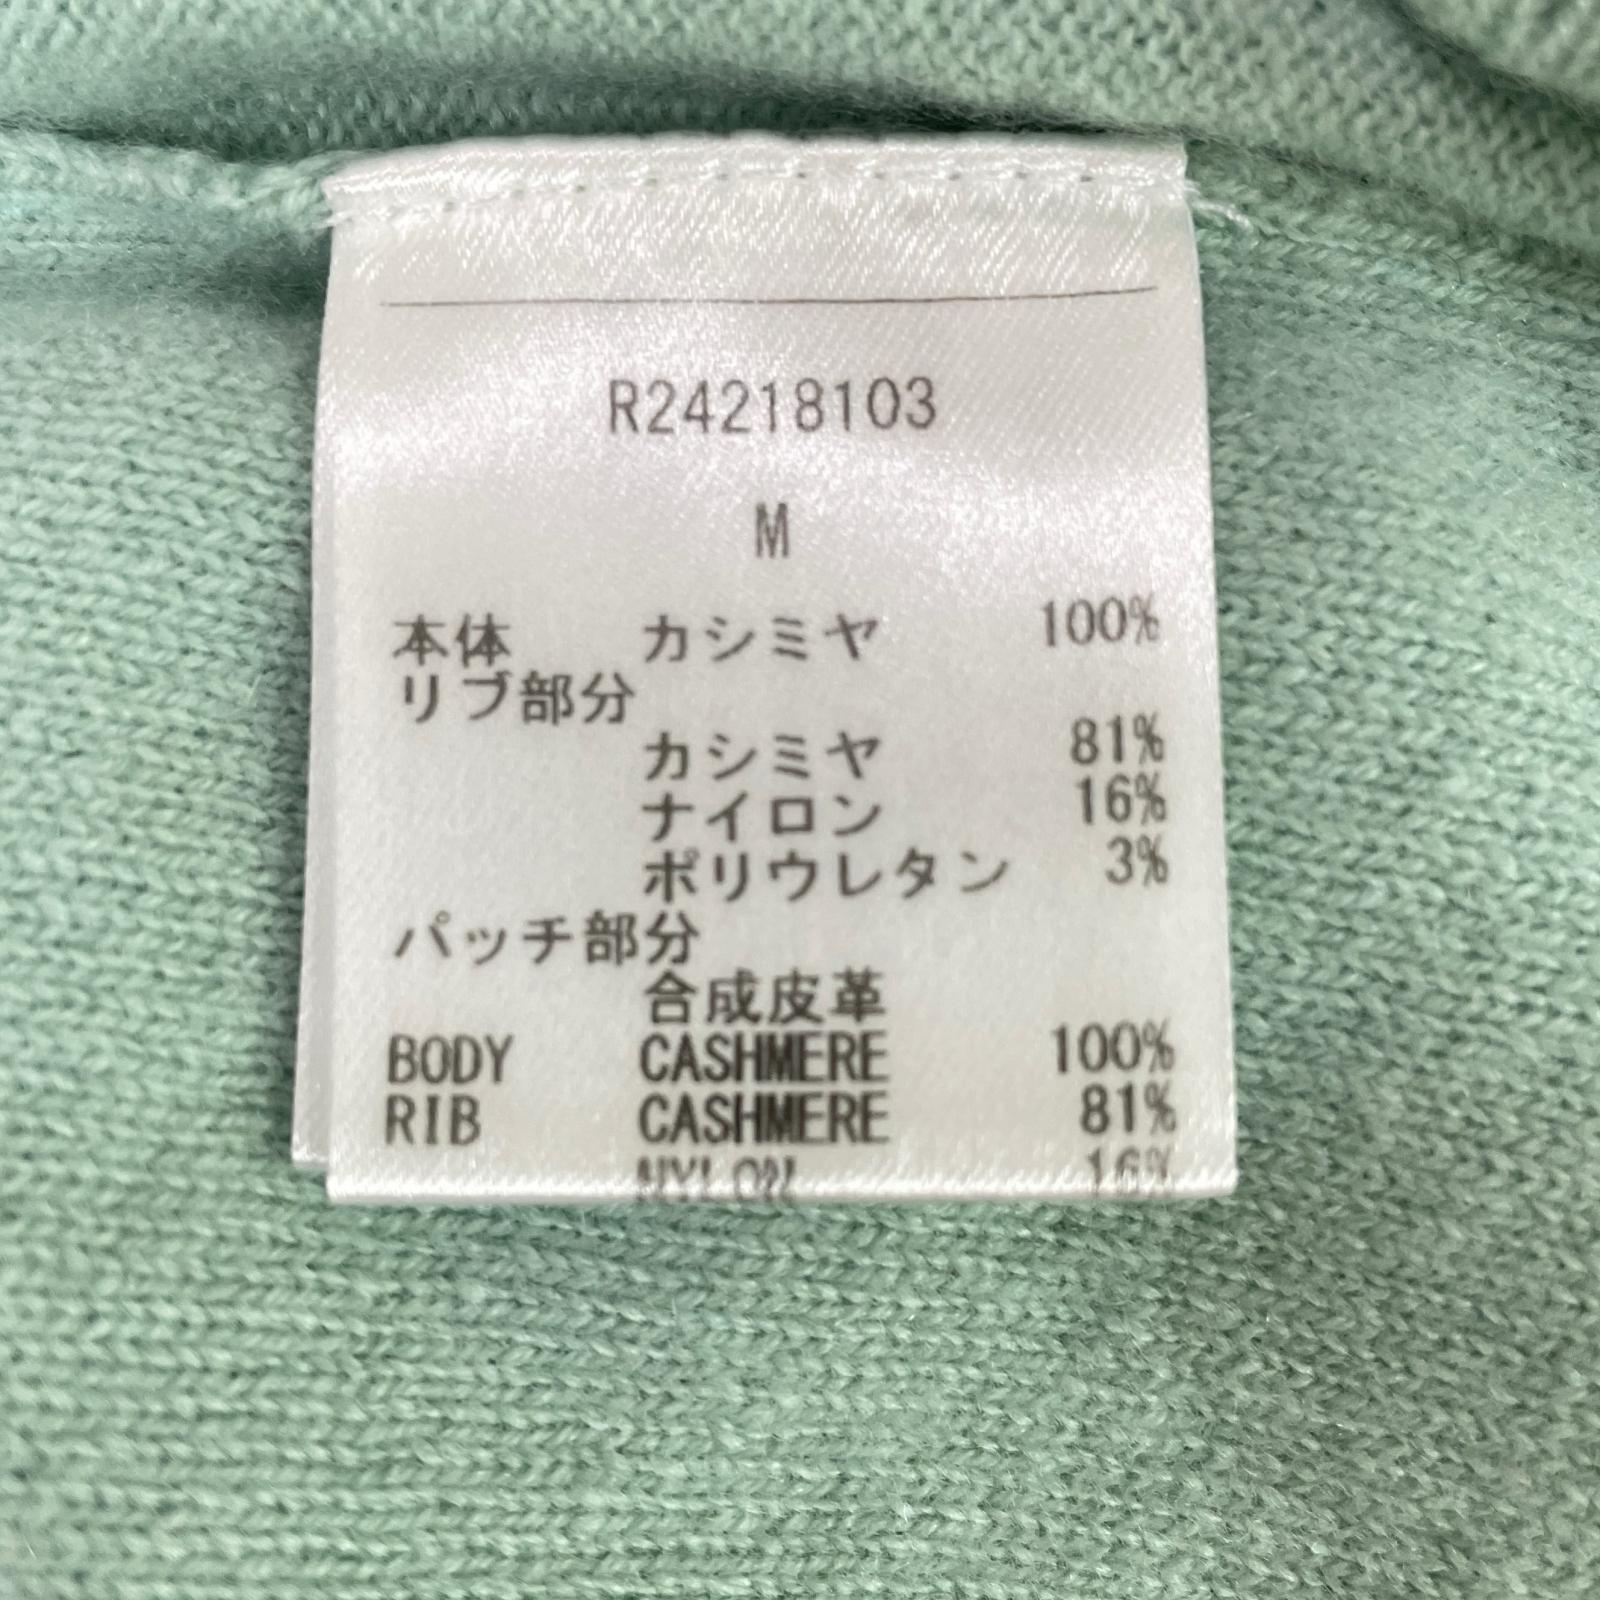 R24218103
M
本体 カシミヤ 100%
リブ部分
カシミヤ 81%
ナイロン 16%
ポリウレタン 3%
パッチ部分
合成皮革
BODY CASHMERE 100%
RIB CASHMERE 81%
NYLON 16%